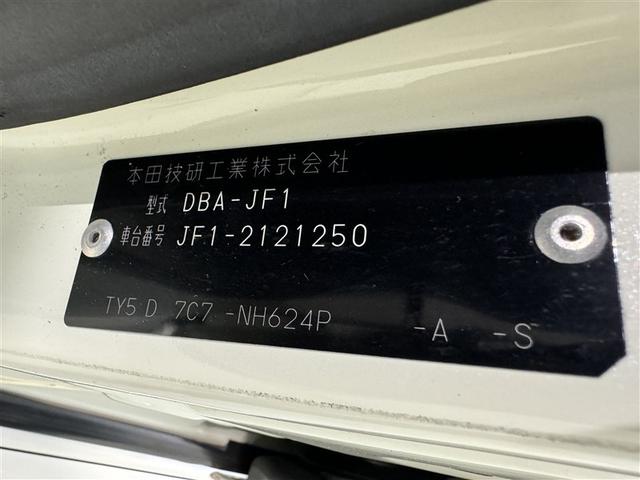 本田技研工業株式会社
型式 DBA-JF1
車台番号 JF1-2121250
TY5 D 7C7 -NH624P -A -S